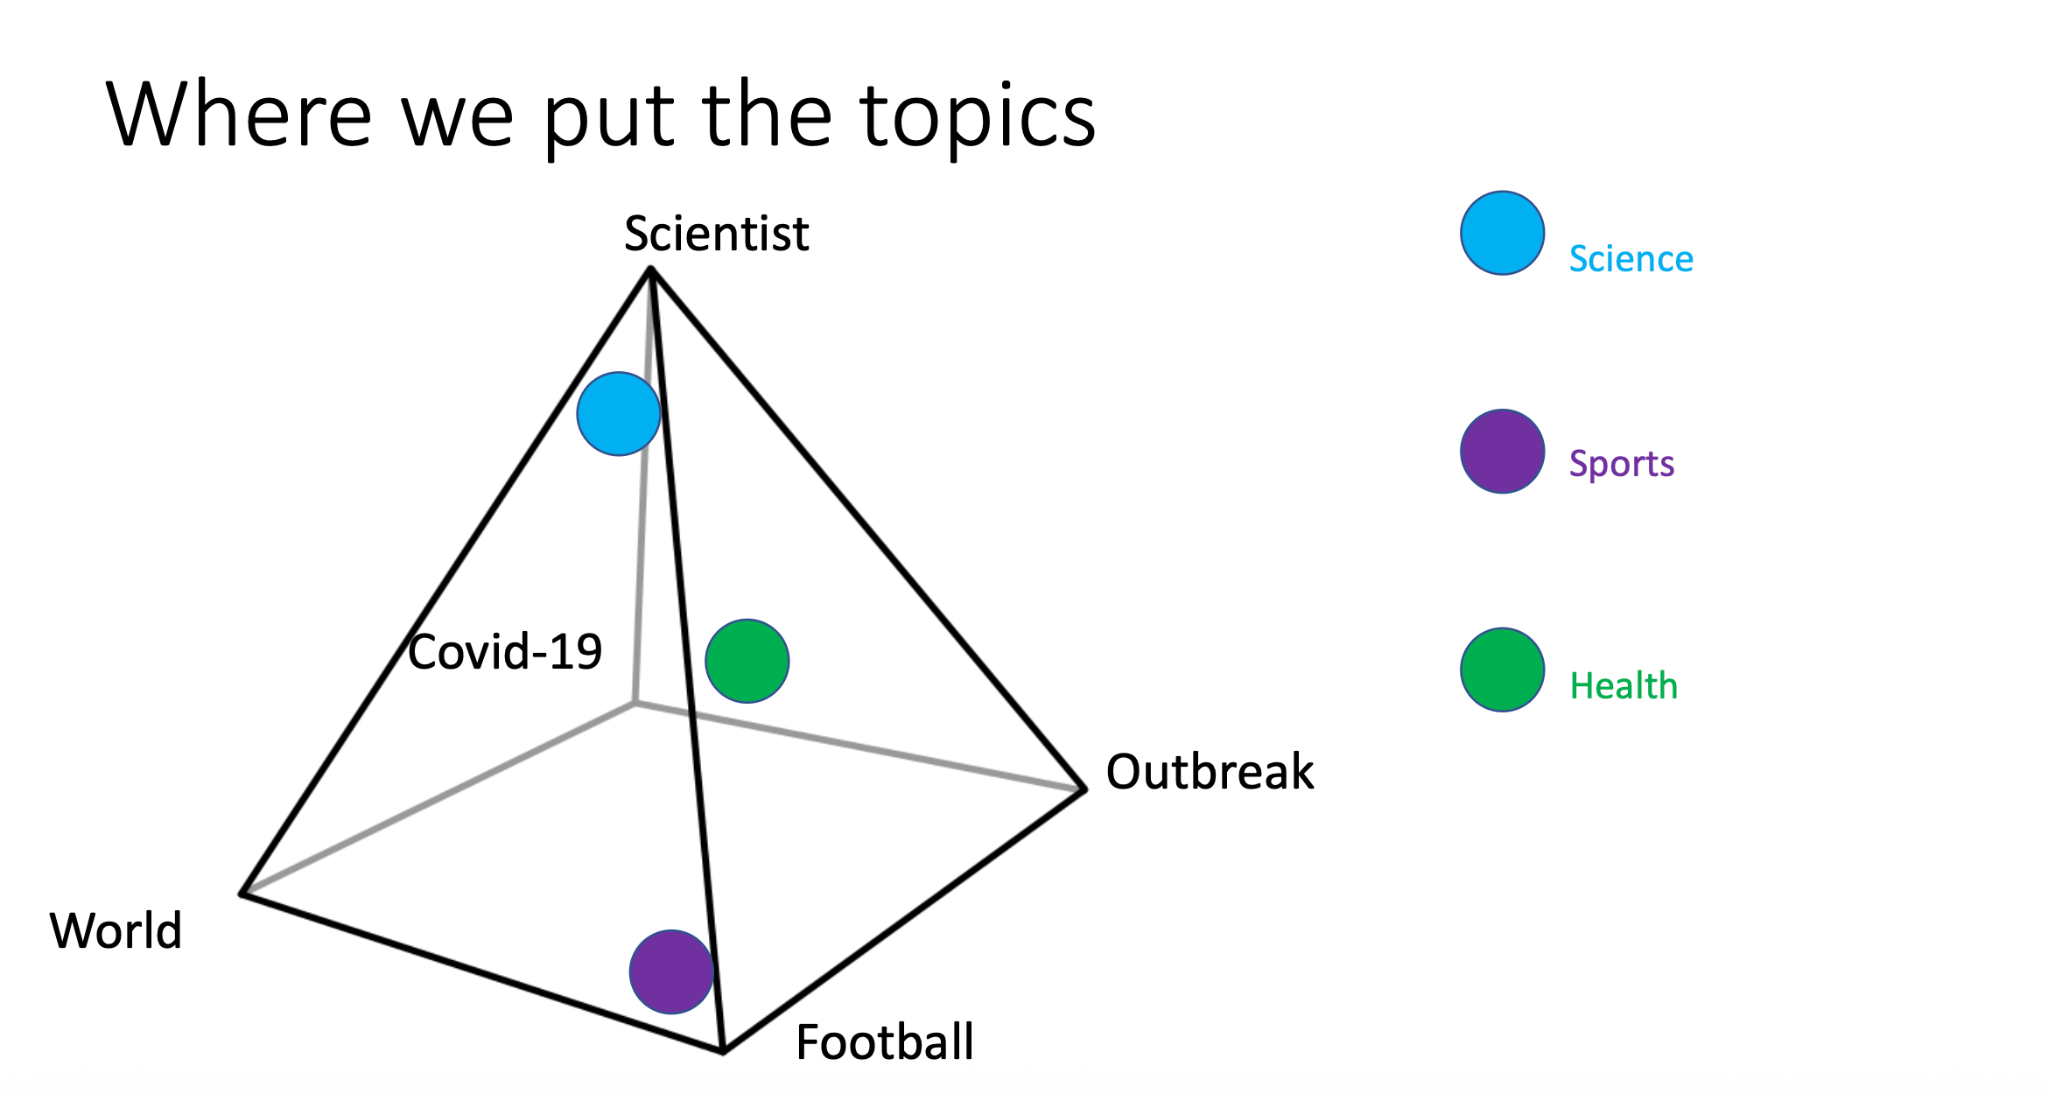 Where we put the topics
Scientist
Science
Sports
Covid-19
Health
Outbreak
World
Football